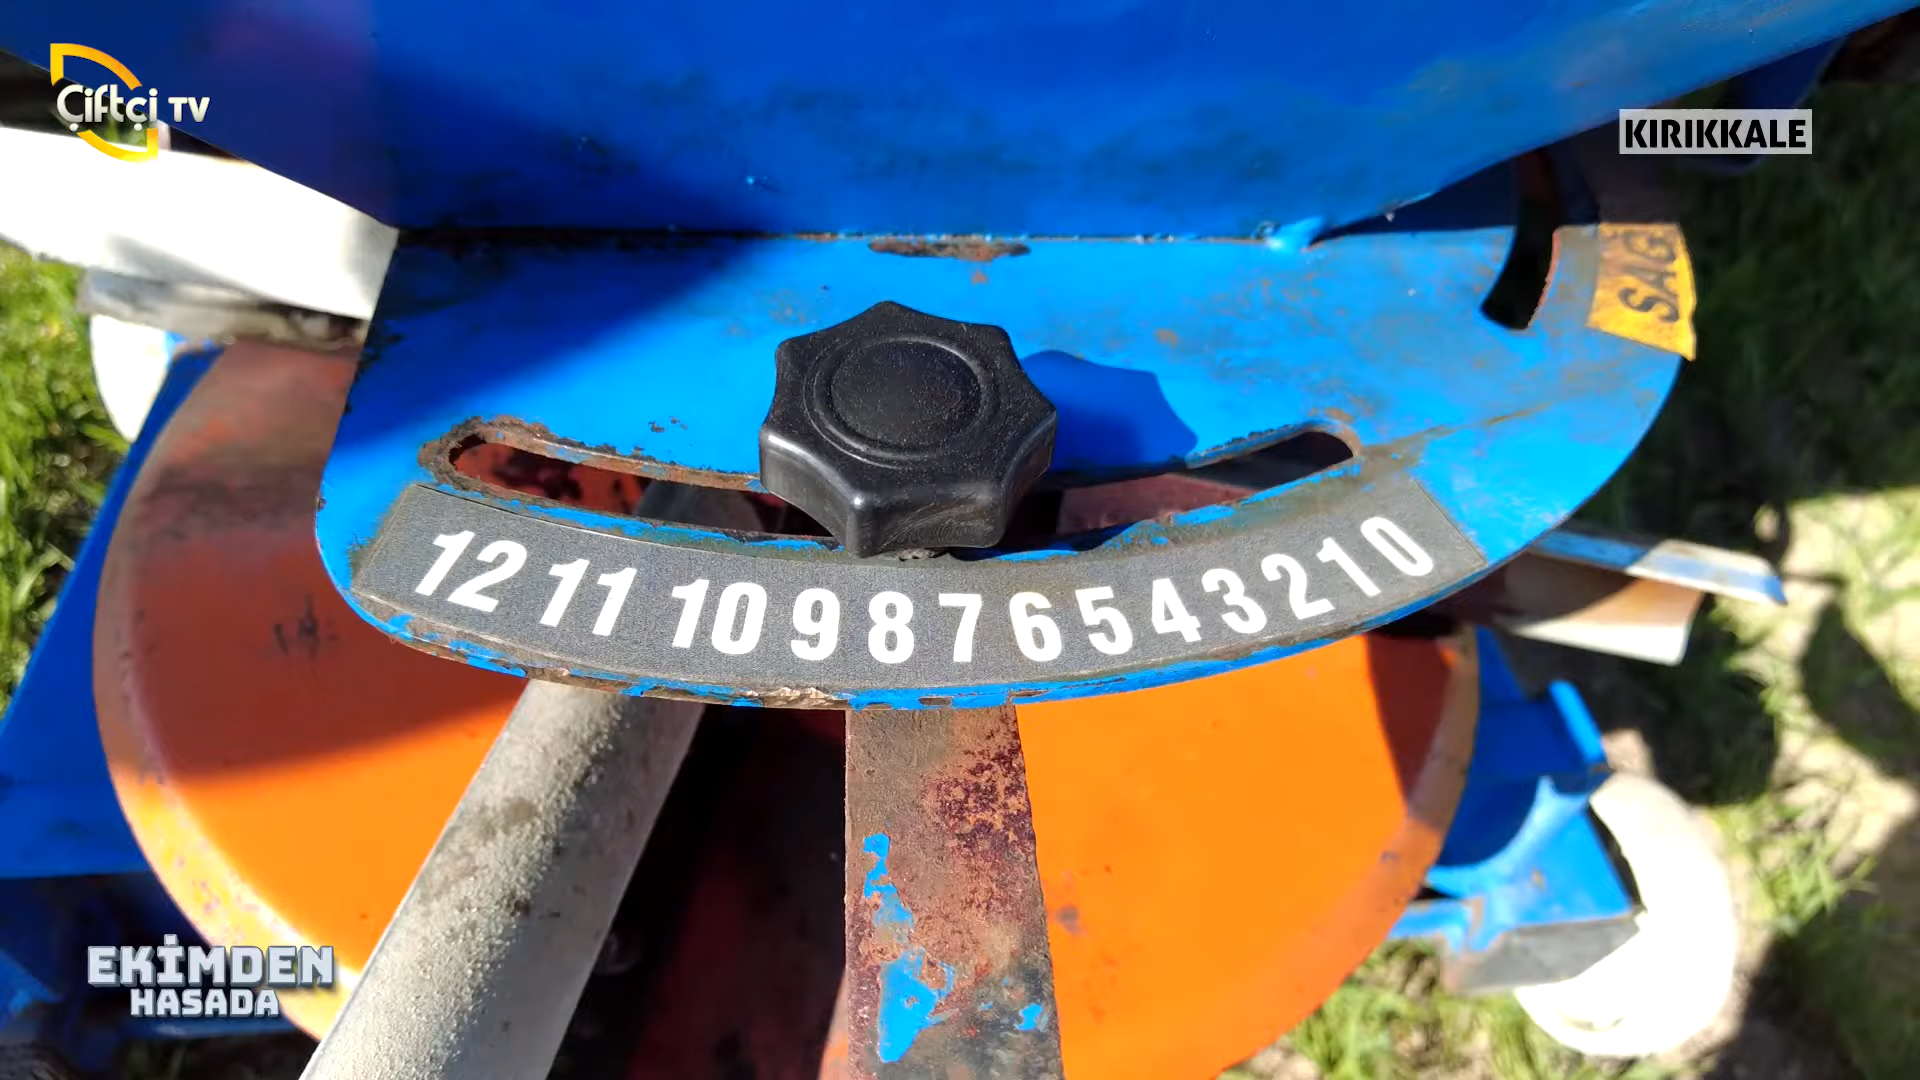 Çiftçi TV
KIRIKKALE
SAĞ
12 11 10 9 8 7 6 5 4 3 2 1 0
EKİMDEN
HASADA